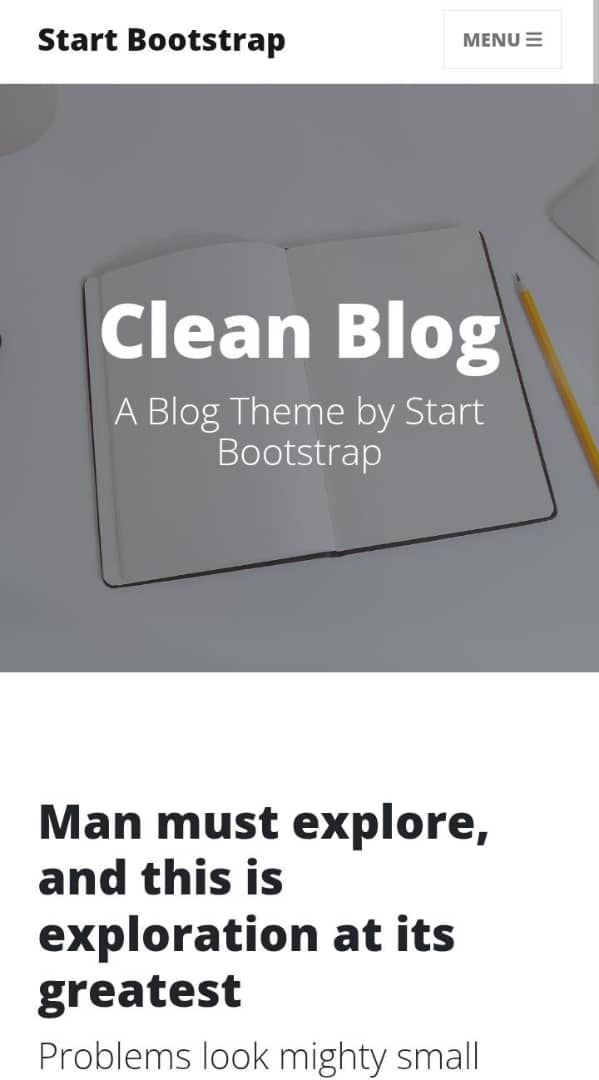 Start Bootstrap
MENU
Clean Blog
A Blog Theme by Start
Bootstrap
Man must explore,
and this is
exploration at its
greatest
Problems look mighty small